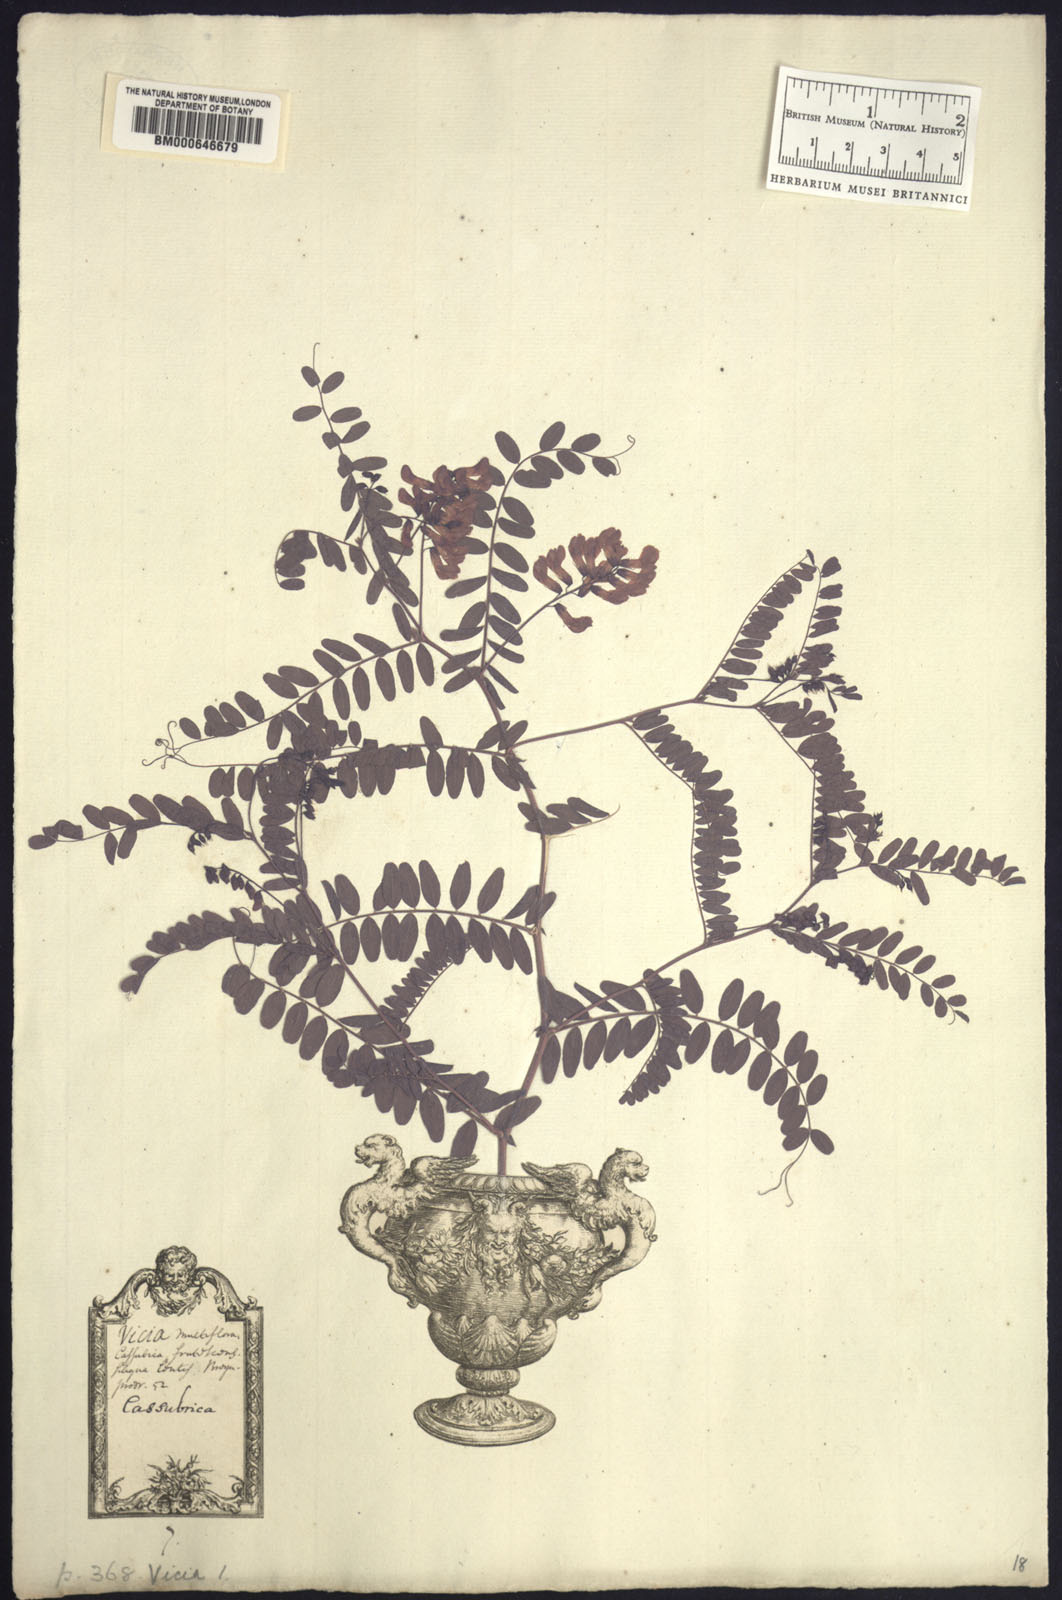 THE NATURAL HISTORY MUSEUM, LONDON
DEPARTMENT OF BOTANY
BM000646679
1 2
BRITISH MUSEUM (NATURAL HISTORY)
1 2 3 4 5
HERBARIUM MUSEI BRITANNICI
Vicia multiflora,
Cassubica
52
Cassubrica
7.
p. 368. Vicia 1.
18